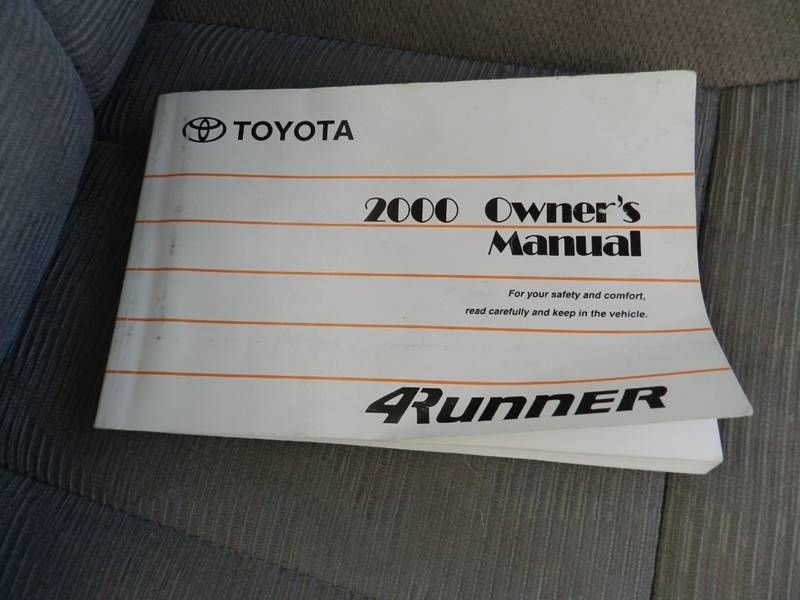 TOYOTA
2000 Owner's
Manual
For your safety and comfort,
read carefully and keep in the vehicle.
4RUNNER